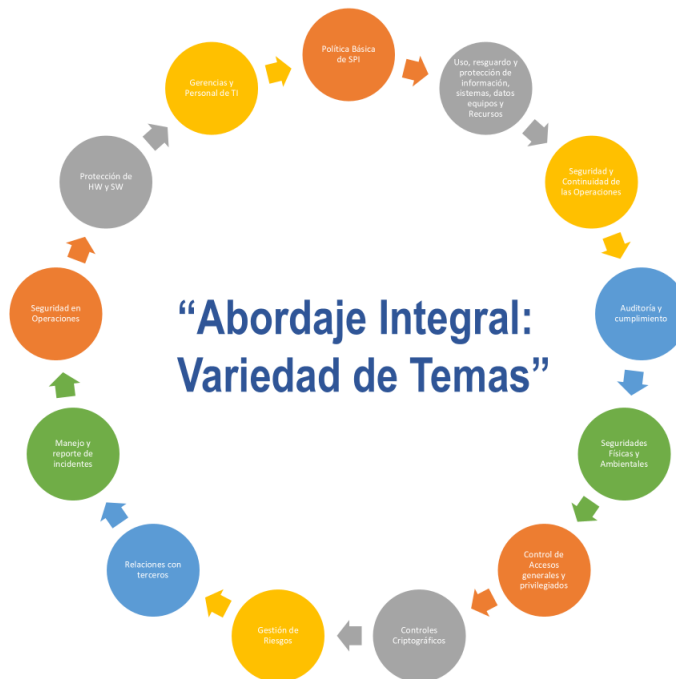 Política Básica
de SPI
Uso, resguardo y
protección de
Información,
sistemas, datos
equipos y
Recursos
Seguridad y
Continuidad de
las Operaciones
Auditoría y
cumplimiento
Seguridades
Físicas y
Ambientales
Control de
Accesos
generales y
privilegiados
Controles
Criptográficos
Gestión de
Riesgos
Relaciones con
terceros
Manejo y
reporte de
incidentes
Seguridad en
Operaciones
Protección de
HW y SW
Gerencias y
Personal de TI
“Abordaje Integral:
Variedad de Temas”